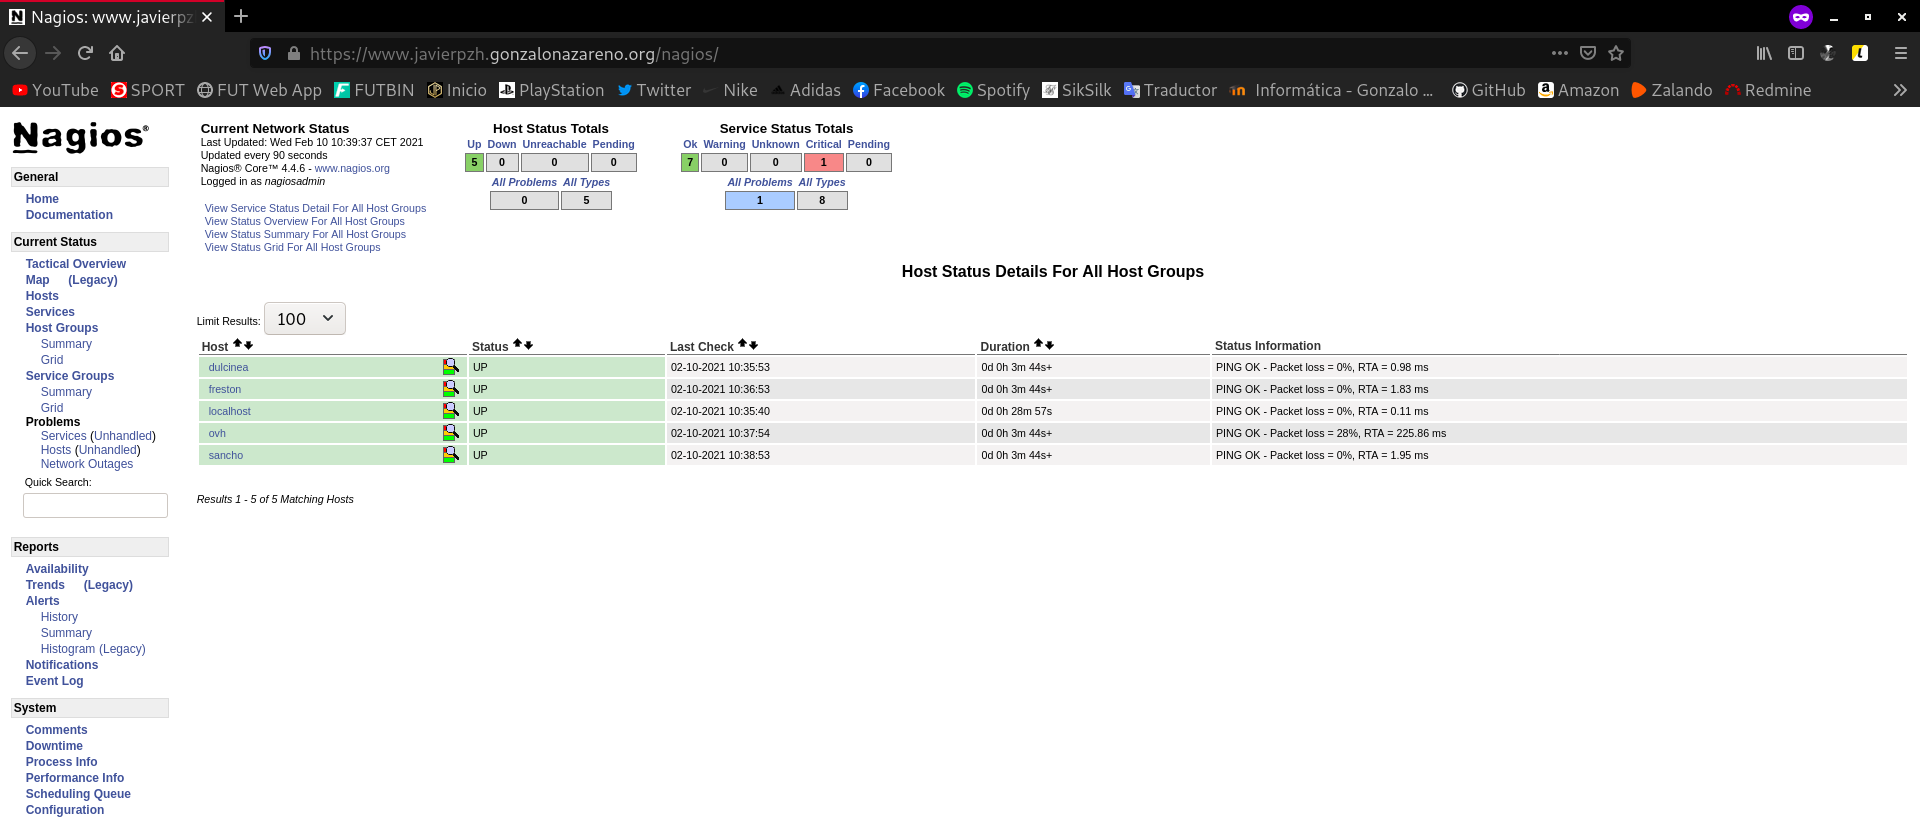 Nagios: www.javierpz
https://www.javierpzh.gonzalonazareno.org/nagios/
YouTube SPORT FUT Web App FUTBIN Inicio PlayStation Twitter Nike Adidas Facebook Spotify SikSilk Traductor Informática - Gonzalo ... GitHub Amazon Zalando Redmine
Nagios®
General
Home
Documentation
Current Status
Tactical Overview
Map (Legacy)
Hosts
Services
Host Groups
Summary
Grid
Service Groups
Summary
Grid
Problems
Services (Unhandled)
Hosts (Unhandled)
Network Outages
Quick Search:
Reports
Availability
Trends (Legacy)
Alerts
History
Summary
Histogram (Legacy)
Notifications
Event Log
System
Comments
Downtime
Process Info
Performance Info
Scheduling Queue
Configuration
Current Network Status
Last Updated: Wed Feb 10 10:39:37 CET 2021
Updated every 90 seconds
Nagios® Core™ 4.4.6 - www.nagios.org
Logged in as nagiosadmin
View Service Status Detail For All Host Groups
View Status Overview For All Host Groups
View Status Summary For All Host Groups
View Status Grid For All Host Groups
Host Status Totals
Up Down Unreachable Pending
5 0 0 0
All Problems All Types
0 5
Service Status Totals
Ok Warning Unknown Critical Pending
7 0 0 1 0
All Problems All Types
1 8
Host Status Details For All Host Groups
Limit Results: 100
Host Status Last Check Duration Status Information
dulcinea UP 02-10-2021 10:35:53 0d 0h 3m 44s+ PING OK - Packet loss = 0%, RTA = 0.98 ms
freston UP 02-10-2021 10:36:53 0d 0h 3m 44s+ PING OK - Packet loss = 0%, RTA = 1.83 ms
localhost UP 02-10-2021 10:35:40 0d 0h 28m 57s PING OK - Packet loss = 0%, RTA = 0.11 ms
ovh UP 02-10-2021 10:37:54 0d 0h 3m 44s+ PING OK - Packet loss = 28%, RTA = 225.86 ms
sancho UP 02-10-2021 10:38:53 0d 0h 3m 44s+ PING OK - Packet loss = 0%, RTA = 1.95 ms
Results 1 - 5 of 5 Matching Hosts